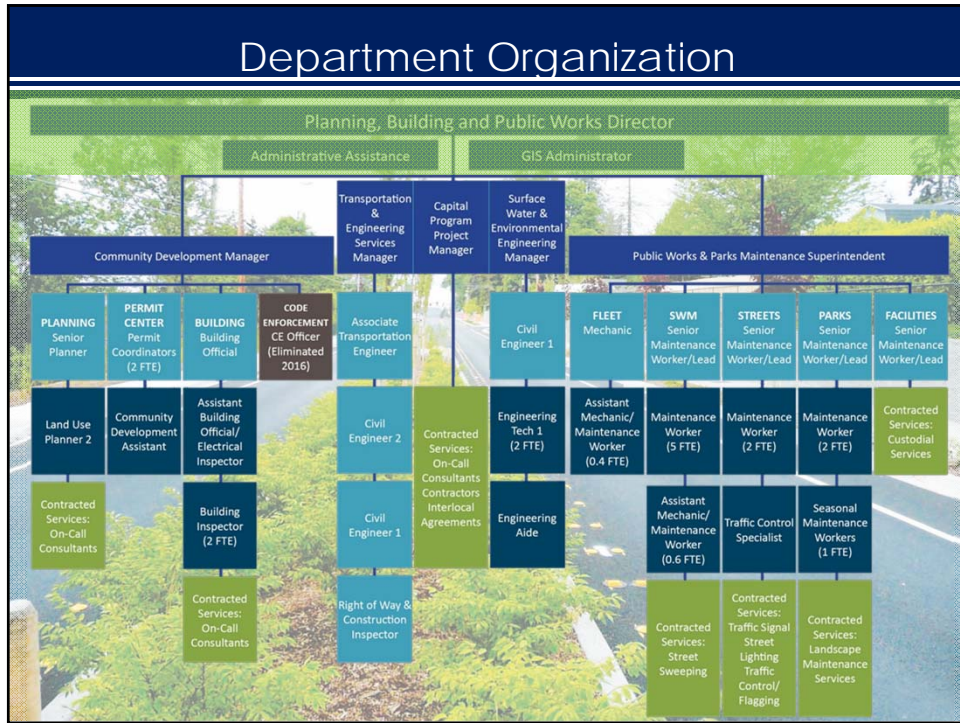 Department Organization
Planning, Building and Public Works Director
Administrative Assistance
GIS Administrator
Community Development Manager
Transportation
&
Engineering
Services
Manager
Capital
Program
Project
Manager
Surface
Water &
Environmental
Engineering
Manager
Public Works & Parks Maintenance Superintendent
PLANNING
Senior
Planner
PERMIT
CENTER
Permit
Coordinators
(2 FTE)
BUILDING
Building
Official
CODE
ENFORCEMENT
CE Officer
(Eliminated
2016)
Associate
Transportation
Engineer
Civil
Engineer 1
FLEET
Mechanic
SWM
Senior
Maintenance
Worker/Lead
STREETS
Senior
Maintenance
Worker/Lead
PARKS
Senior
Maintenance
Worker/Lead
FACILITIES
Senior
Maintenance
Worker/Lead
Land Use
Planner 2
Community
Development
Assistant
Assistant
Building
Official/
Electrical
Inspector
Civil
Engineer 2
Contracted
Services:
On-Call
Consultants
Contractors
Interlocal
Agreements
Engineering
Tech 1
(2 FTE)
Assistant
Mechanic/
Maintenance
Worker
(0.4 FTE)
Maintenance
Worker
(5 FTE)
Maintenance
Worker
(2 FTE)
Maintenance
Worker
(2 FTE)
Contracted
Services:
Custodial
Services
Contracted
Services:
On-Call
Consultants
Building
Inspector
(2 FTE)
Civil
Engineer 1
Engineering
Aide
Assistant
Mechanic/
Maintenance
Worker
(0.6 FTE)
Traffic Control
Specialist
Seasonal
Maintenance
Workers
(1 FTE)
Contracted
Services:
On-Call
Consultants
Right of Way &
Construction
Inspector
Contracted
Services:
Street
Sweeping
Contracted
Services:
Traffic Signal
Street
Lighting
Traffic
Control/
Flagging
Contracted
Services:
Landscape
Maintenance
Services